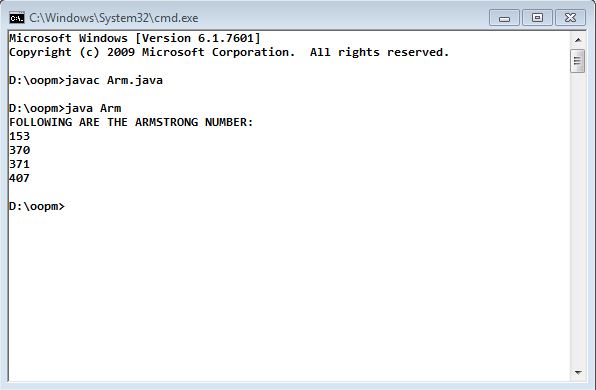 C:\Windows\System32\cmd.exe
Microsoft Windows [Version 6.1.7601]
Copyright (c) 2009 Microsoft Corporation.  All rights reserved.
D:\oopm>javac Arm.java
D:\oopm>java Arm
FOLLOWING ARE THE ARMSTRONG NUMBER:
153
370
371
407
D:\oopm>